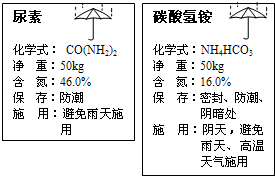 尿素
化学式： CO(NH₂)₂
净  重：50kg
含  氮：46.0%
保  存：防潮
施  用：避免雨天施
用
碳酸氢铵
化学式：NH₄HCO₃
净  重：50kg
含  氮：16.0%
保  存：密封、防潮、
阴暗处
施  用：阴天，避免
雨天、高温
天气施用